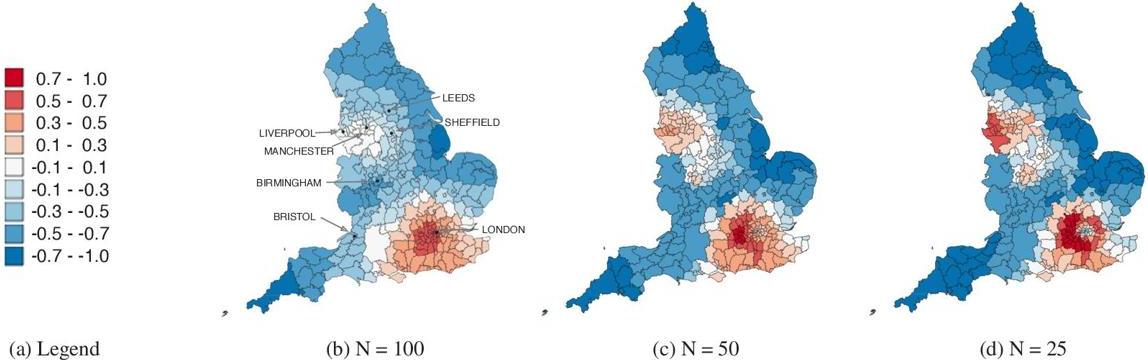 0.7 - 1.0
0.5 - 0.7
0.3 - 0.5
0.1 - 0.3
-0.1 - 0.1
-0.1 - -0.3
-0.3 - -0.5
-0.5 - -0.7
-0.7 - -1.0
LEEDS
SHEFFIELD
LIVERPOOL
MANCHESTER
BIRMINGHAM
BRISTOL
LONDON
(a) Legend
(b) N = 100
(c) N = 50
(d) N = 25